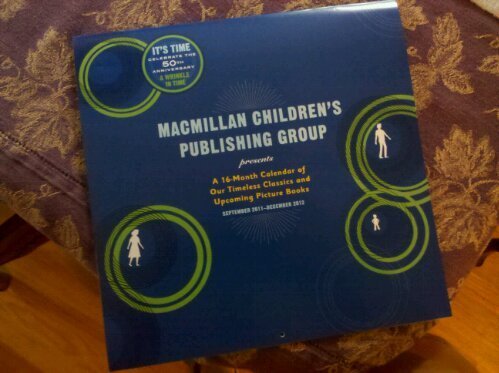 IT'S TIME
CELEBRATE THE
50TH
ANNIVERSARY
A WRINKLE
IN TIME
MACMILLAN CHILDREN'S
PUBLISHING GROUP
presents
A 16-Month Calendar of
Our Timeless Classics and
Upcoming Picture Books
SEPTEMBER 2011–DECEMBER 2012